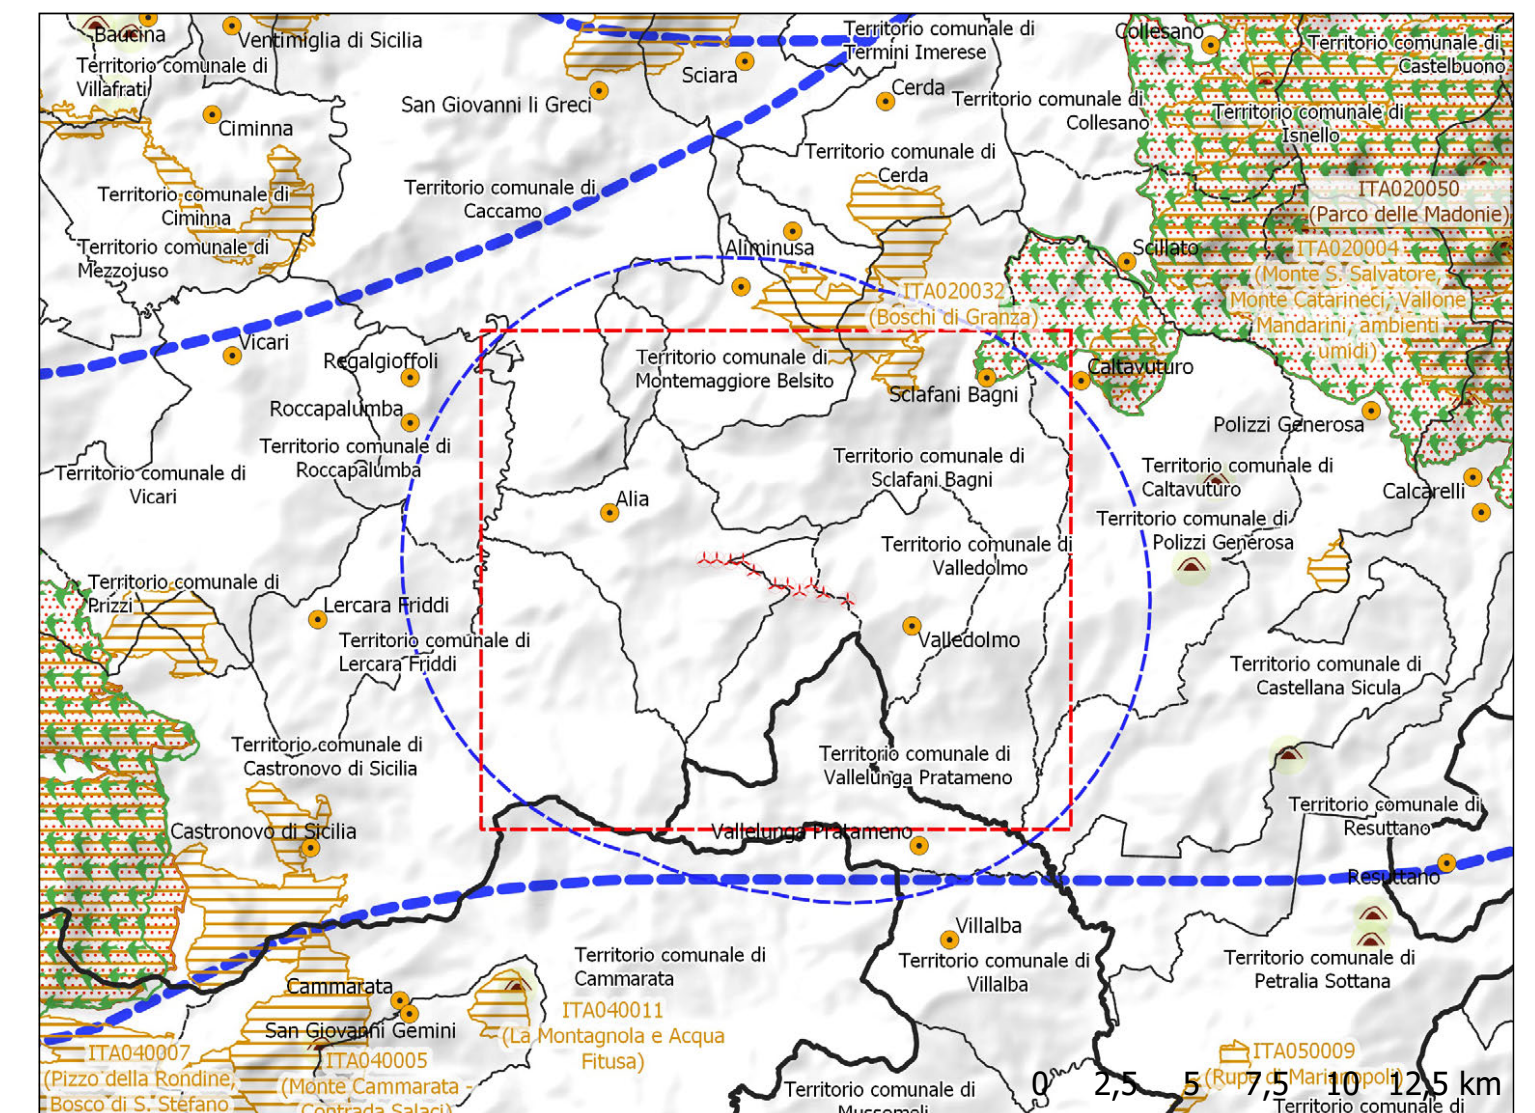 Baucina
Ventimiglia di Sicilia
Territorio comunale di
Villafrati
Ciminna
Territorio comunale di
Ciminna
Territorio comunale di
Mezzojuso
San Giovanni li Greci
Sciara
Territorio comunale di
Termini Imerese
Cerda
Territorio comunale di
Collesano
Collesano
Territorio comunale di
Castelbuono
Territorio comunale di
Isnello
Territorio comunale di
Cerda
Territorio comunale di
Caccamo
ITA020050
(Parco delle Madonie)
ITA020004
(Monte S. Salvatore,
Monte Catarineci, Vallone
Mandarini, ambienti
umidi)
Aliminusa
Scillato
ITA020032
(Boschi di Granza)
Vicari
Regalgioffoli
Roccapalumba
Territorio comunale di
Roccapalumba
Territorio comunale di
Vicari
Territorio comunale di
Montemaggiore Belsito
Sclafani Bagni
Caltavuturo
Polizzi Generosa
Territorio comunale di
Sclafani Bagni
Territorio comunale di
Caltavuturo
Calcarelli
Alia
Territorio comunale di
Polizzi Generosa
Territorio comunale di
Valledolmo
Territorio comunale di
Prizzi
Lercara Friddi
Territorio comunale di
Lercara Friddi
Valledolmo
Territorio comunale di
Castellana Sicula
Territorio comunale di
Castronovo di Sicilia
Territorio comunale di
Vallelunga Pratameno
Castronovo di Sicilia
Vallelunga Pratameno
Territorio comunale di
Resuttano
Resuttano
Villalba
Territorio comunale di
Villalba
Territorio comunale di
Cammarata
Territorio comunale di
Petralia Sottana
Cammarata
San Giovanni Gemini
ITA040011
(La Montagnola e Acqua
Fitusa)
ITA040007
(Pizzo della Rondine,
Bosco di S. Stefano
ITA040005
(Monte Cammarata -
Contrada Salaci)
ITA050009
(Rupe di Marianopoli)
0 2,5 5 7,5 10 12,5 km
Territorio comunale di
Mussomeli
Territorio comunale di